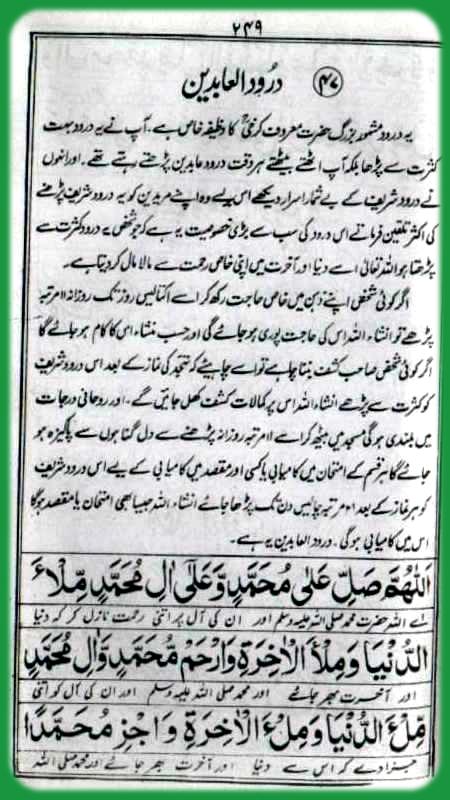 ۲۴۹
۴۷ درُود العابدین
یہ درود مشہور بزرگ حضرت معروف کرخیؒ کا وظیفہ خاص ہے۔ آپ نے یہ درود بہت
کثرت سے پڑھا بلکہ آپ اٹھتے بیٹھتے ہر وقت درود عابدین پڑھتے رہتے تھے۔ اور انہوں
نے درود شریف کے بے شمار اسرار دیکھے اس لیے وہ اپنے مریدین کو یہ درود شریف پڑھنے
کی اکثر تلقین فرماتے اس درود کی سب سے بڑی خصوصیت یہ ہے کہ جو شخص یہ درود کثرت سے
پڑھتا ہو اللہ تعالیٰ اسے دنیا اور آخرت میں اپنی خاص رحمت سے مالا مال کر دیتا ہے۔
اگر کوئی شخص اپنے ذہن میں خاص حاجت رکھ کر اسے اکتالیس روز تک روزانہ ۱۱ مرتبہ
پڑھے تو انشاء اللہ اس کی حاجت پوری ہو جائے گی اور حسب منشاء اس کا کام ہو جائے گا
اگر کوئی شخص صاحب کشف بننا چاہے تو اسے چاہیئے کہ تہجد کی نماز کے بعد اس درود شریف
کو کثرت سے پڑھے انشاء اللہ اس پر کمالات کشف کھل جائیں گے۔ اور روحانی درجات
میں بلندی ہو گی مسجد میں بیٹھ کر اسے ۱۱ مرتبہ روزانہ پڑھنے سے دل گناہوں سے پاکیزہ ہو
جائے گا ہر قسم کے امتحان میں کامیابی یا کسی اور مقصد میں کامیابی کے لیے اس درود شریف
کو ہر نماز کے بعد مرتبہ چالیس دن تک پڑھا جائے انشاء اللہ جیسا بھی امتحان یا مقصد ہو گا
اس میں کامیابی ہو گی۔ درود العابدین یہ ہے۔
اَللّٰهُمَّ صَلِّ عَلٰى مُحَمَّدٍ وَّعَلٰٓى اٰلِ مُحَمَّدٍ مِّلْاَءَ
اے اللہ حضرت محمد صلی اللہ علیہ وسلم اور ان کی آل پر اتنی رحمت نازل کر کہ دنیا
الدُّنْيَا وَمِلْاَ الْاٰخِرَةِ وَارْحَمْ مُّحَمَّدٍ وَّاٰلِ مُحَمَّدٍ
اور آخرت بھر جائے اور محمد صلی اللہ علیہ وسلم اور ان کی آل کو اتنی
مِّلْءَ الدُّنْيَا وَمِلْءَ الْاٰخِرَةِ وَاجْزِ مُحَمَّدًا
جزا دے کہ اس سے دنیا اور آخرت بھر جائے اور محمد صلی اللہ